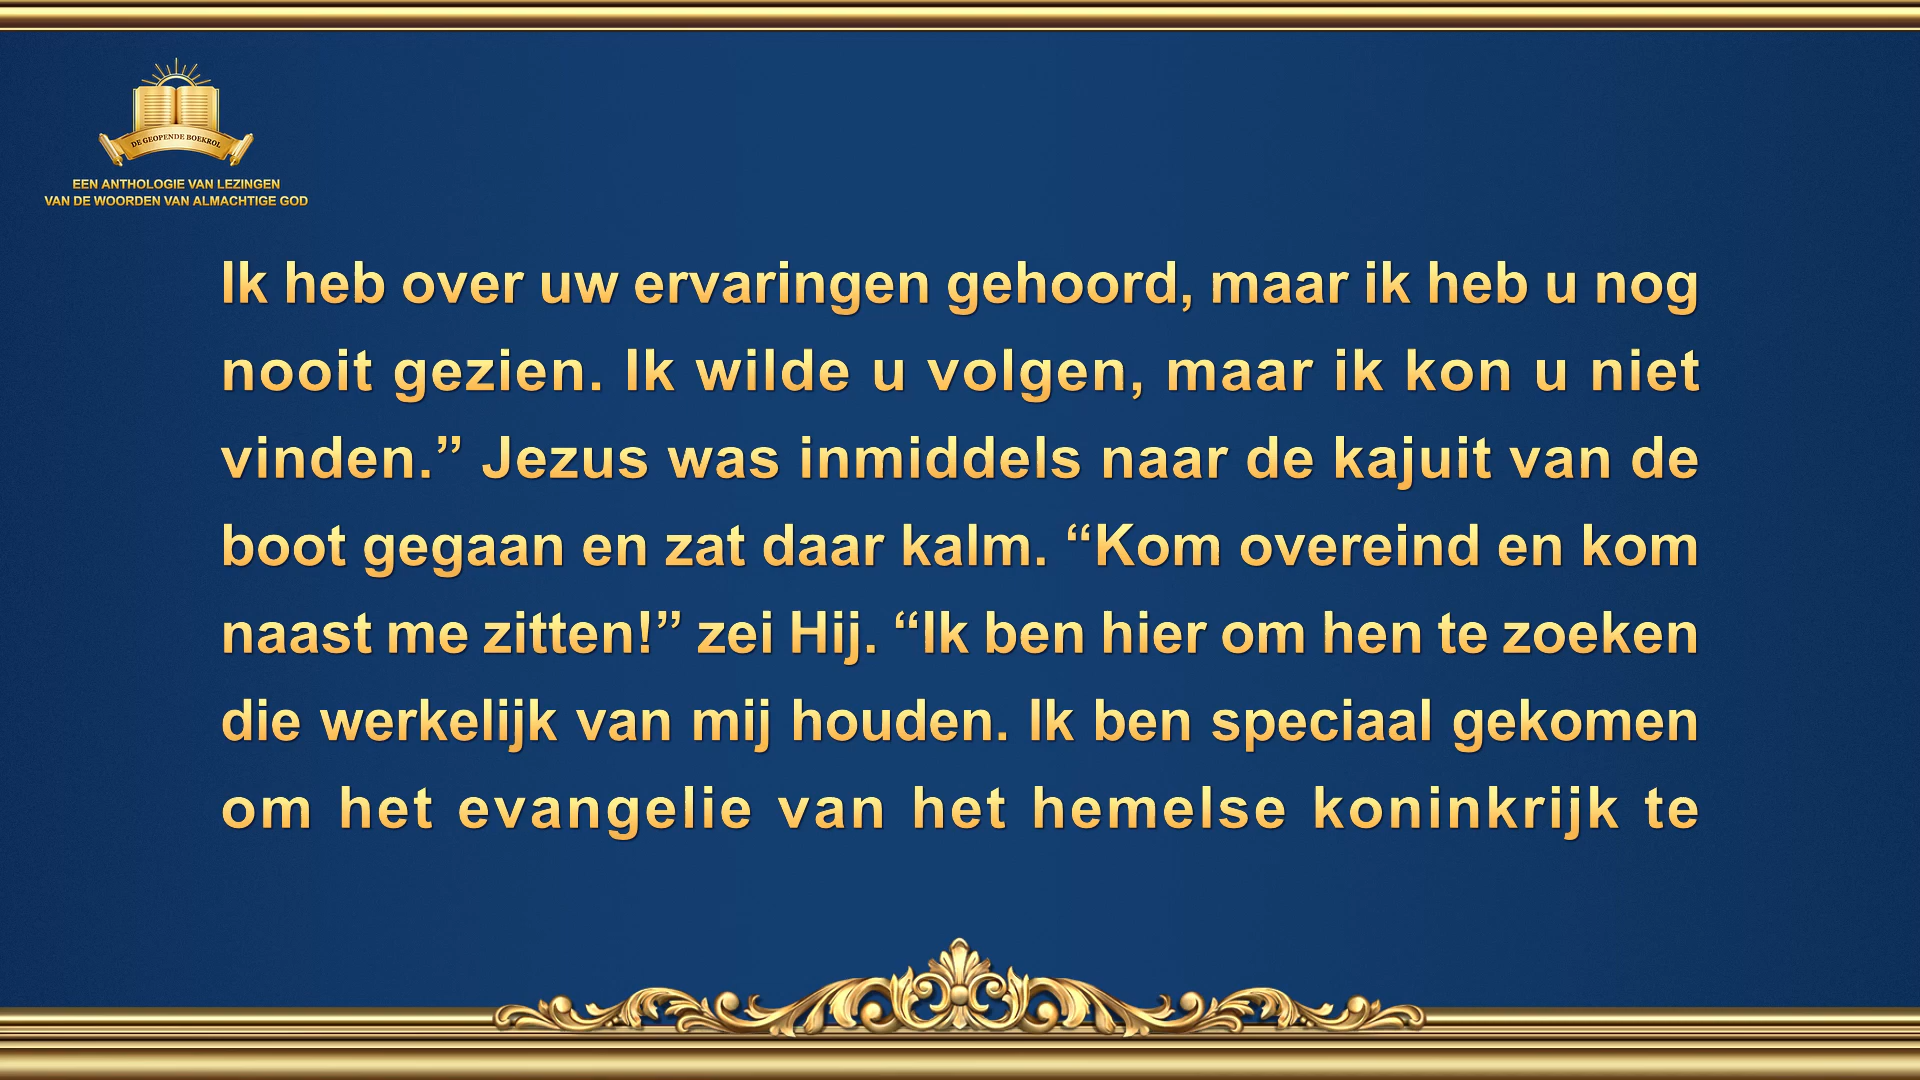 DE GEOPENDE BOEKROL
EEN ANTHOLOGIE VAN LEZINGEN
VAN DE WOORDEN VAN ALMACHTIGE GOD
Ik heb over uw ervaringen gehoord, maar ik heb u nog
nooit gezien. Ik wilde u volgen, maar ik kon u niet
vinden.” Jezus was inmiddels naar de kajuit van de
boot gegaan en zat daar kalm. “Kom overeind en kom
naast me zitten!” zei Hij. “Ik ben hier om hen te zoeken
die werkelijk van mij houden. Ik ben speciaal gekomen
om het evangelie van het hemelse koninkrijk te